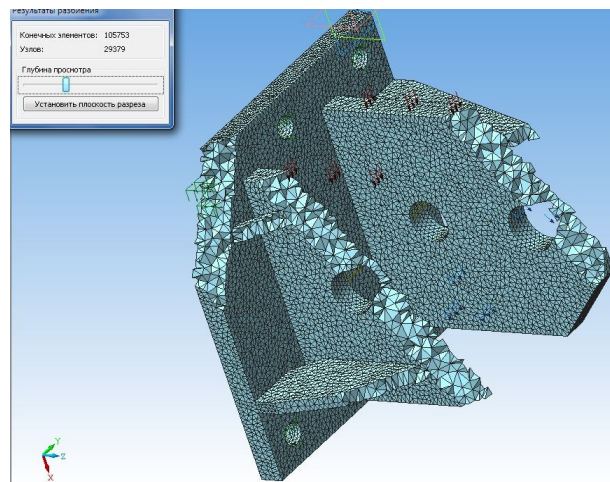 Результаты разбиения
Конечных элементов: 105753
Узлов: 29379
Глубина просмотра
Установить плоскость разреза
Y
Z
X